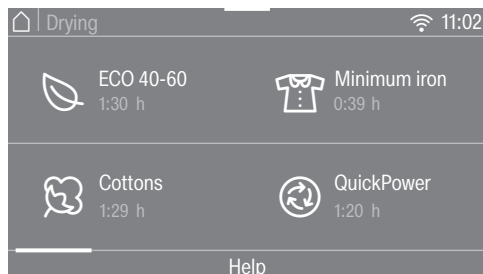 Drying 11:02
ECO 40-60
1:30 h
Minimum iron
0:39 h
Cottons
1:29 h
QuickPower
1:20 h
Help